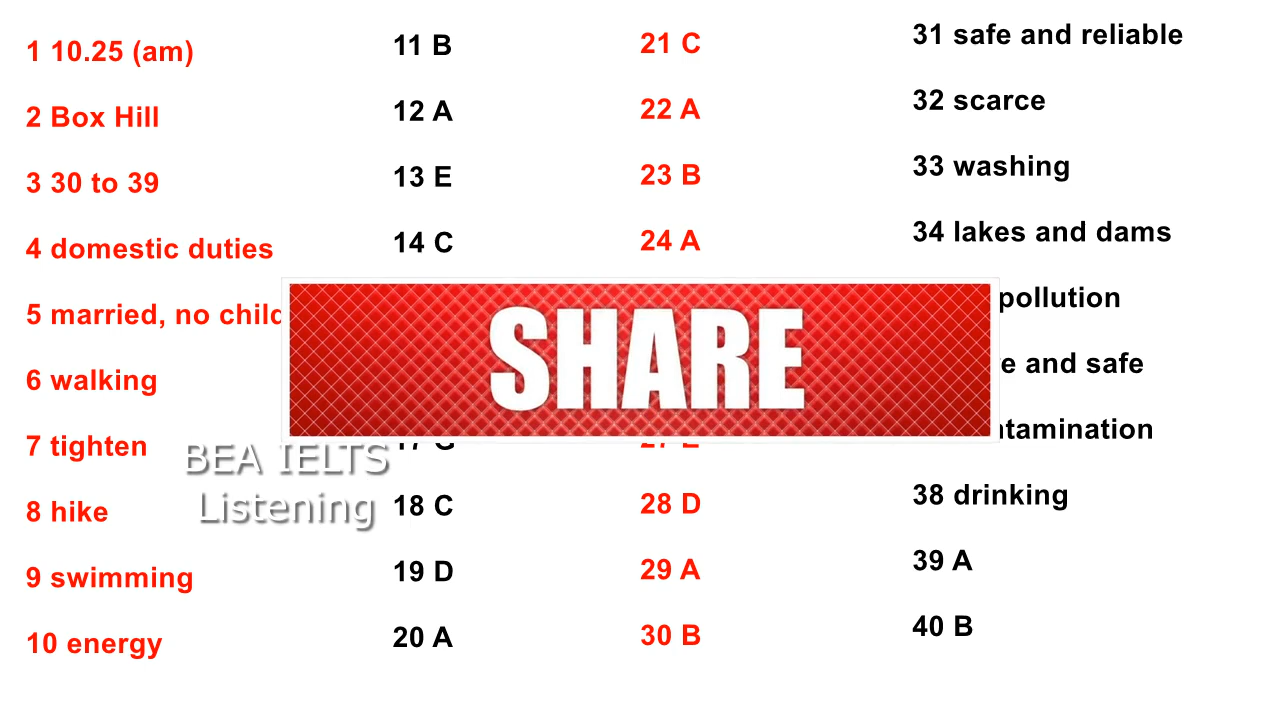 1 10.25 (am)
2 Box Hill
3 30 to 39
4 domestic duties
5 married, no
6 walking
7 tighten
8 hike
9 swimming
10 energy
BEA IELTS
Listening
11 B
12 A
13 E
14 C
18 C
19 D
20 A
SHARE
21 C
22 A
23 B
24 A
28 D
29 A
30 B
31 safe and reliable
32 scarce
33 washing
34 lakes and dams
pollution
and safe
38 drinking
39 A
40 B